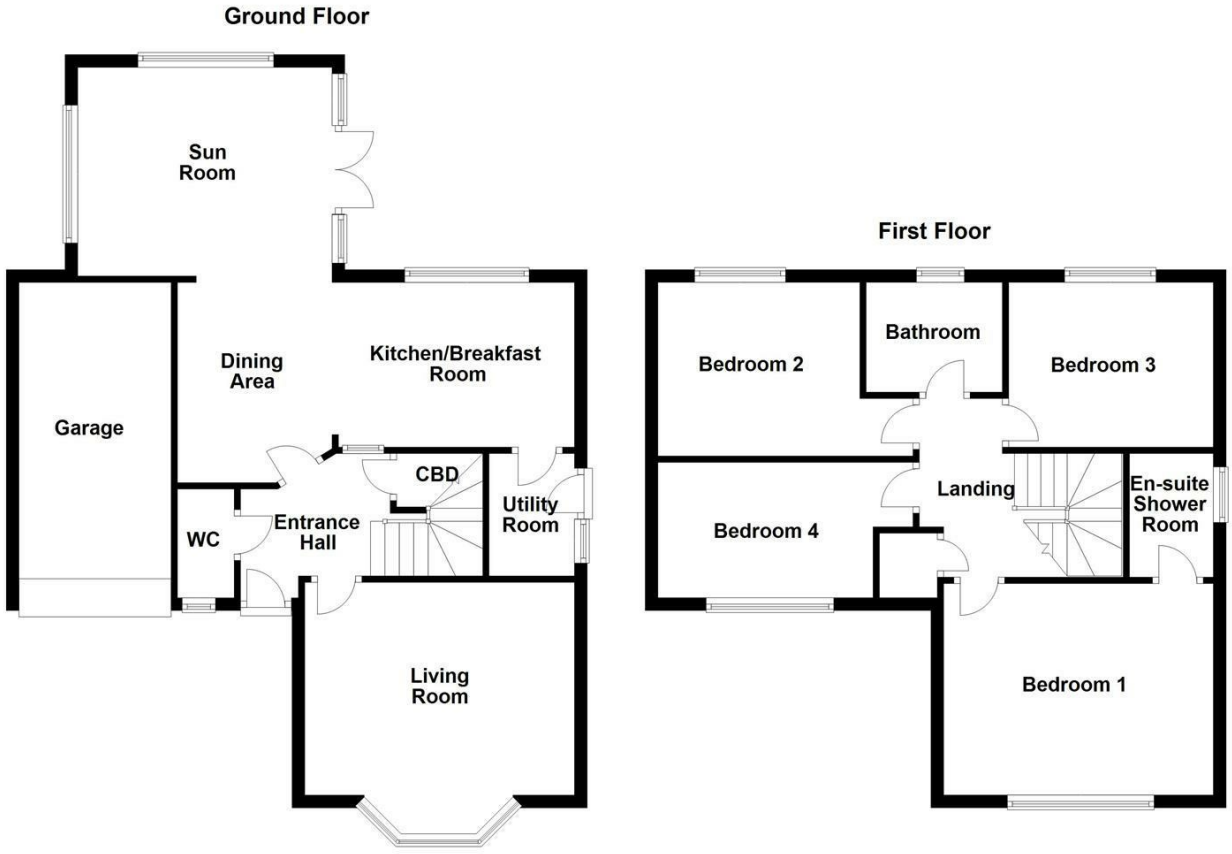 Ground Floor
Sun
Room
Dining
Area
Kitchen/Breakfast
Room
Garage
CBD
Utility
Room
WC
Entrance
Hall
Living
Room
First Floor
Bedroom 2
Bathroom
Bedroom 3
Landing
En-suite
Shower
Room
Bedroom 4
Bedroom 1